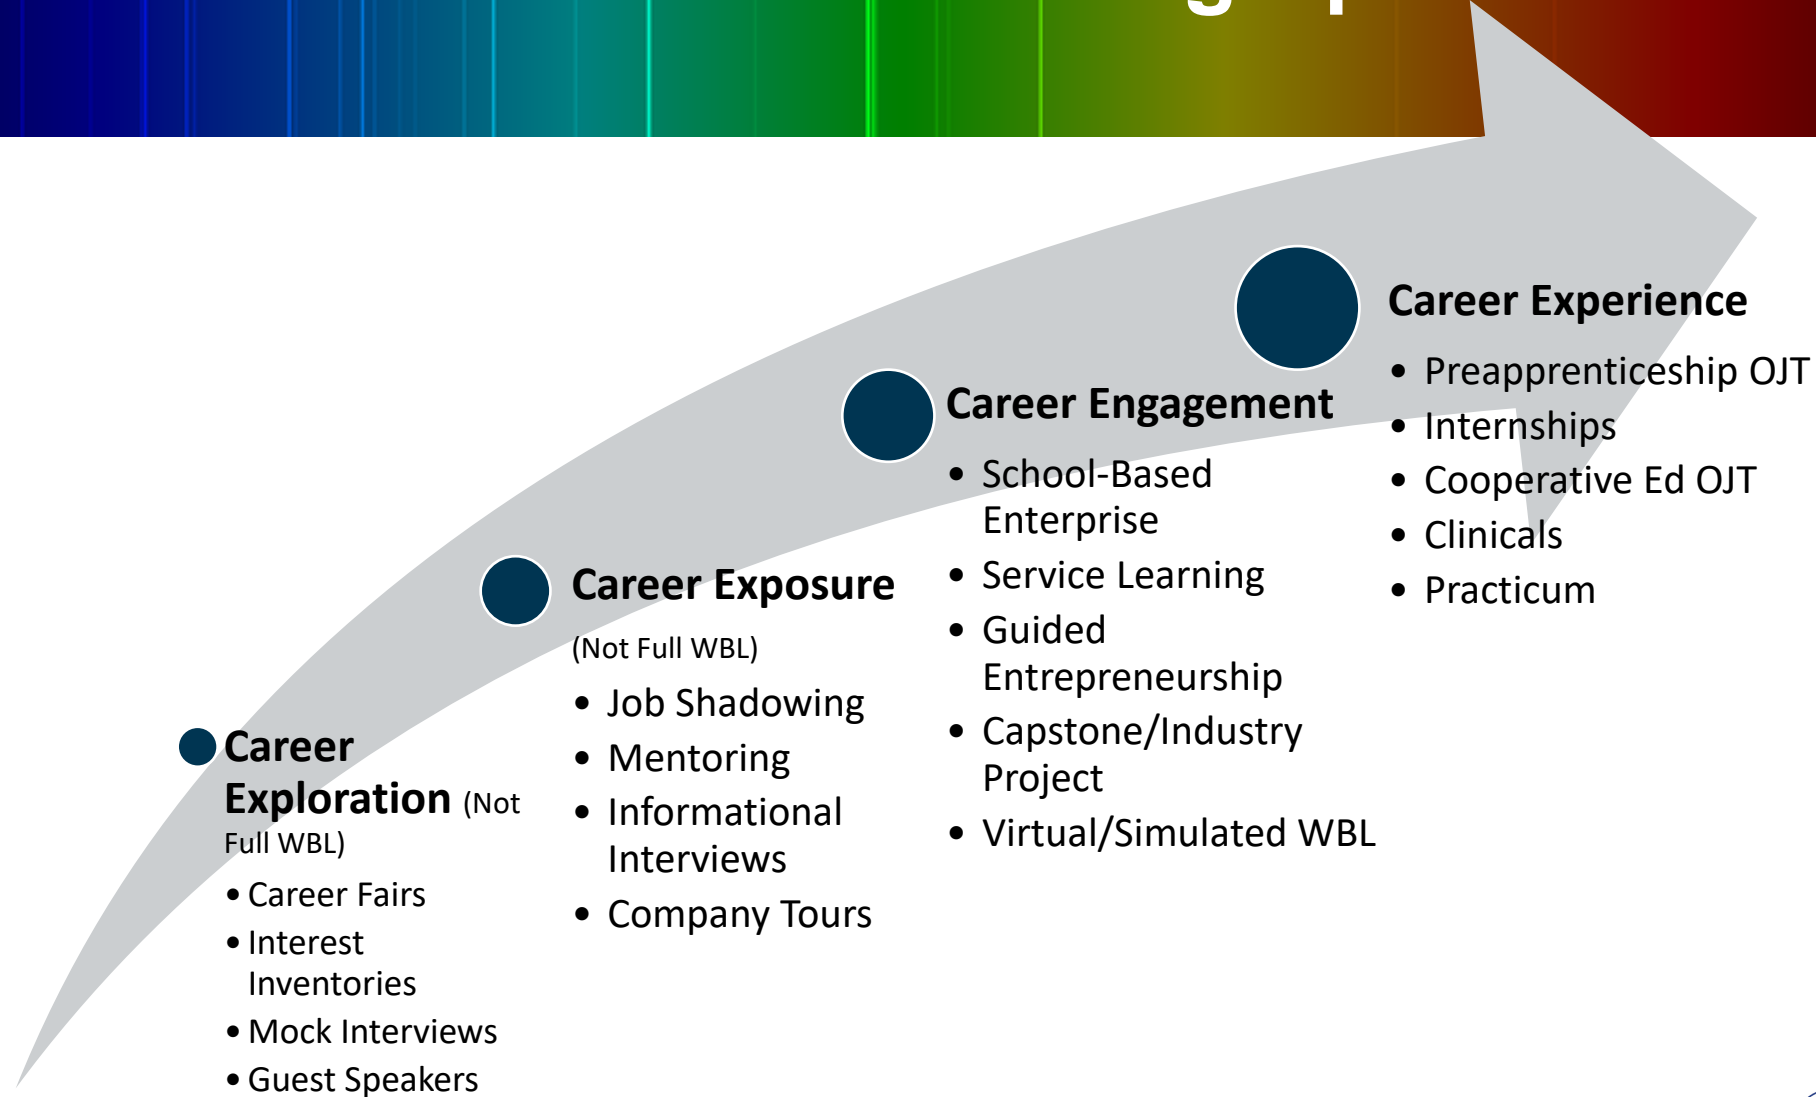 Career
Exploration (Not
Full WBL)
• Career Fairs
• Interest
Inventories
• Mock Interviews
• Guest Speakers
Career Exposure
(Not Full WBL)
• Job Shadowing
• Mentoring
• Informational
Interviews
• Company Tours
Career Engagement
• School-Based
Enterprise
• Service Learning
• Guided
Entrepreneurship
• Capstone/Industry
Project
• Virtual/Simulated WBL
Career Experience
• Preapprenticeship OJT
• Internships
• Cooperative Ed OJT
• Clinicals
• Practicum